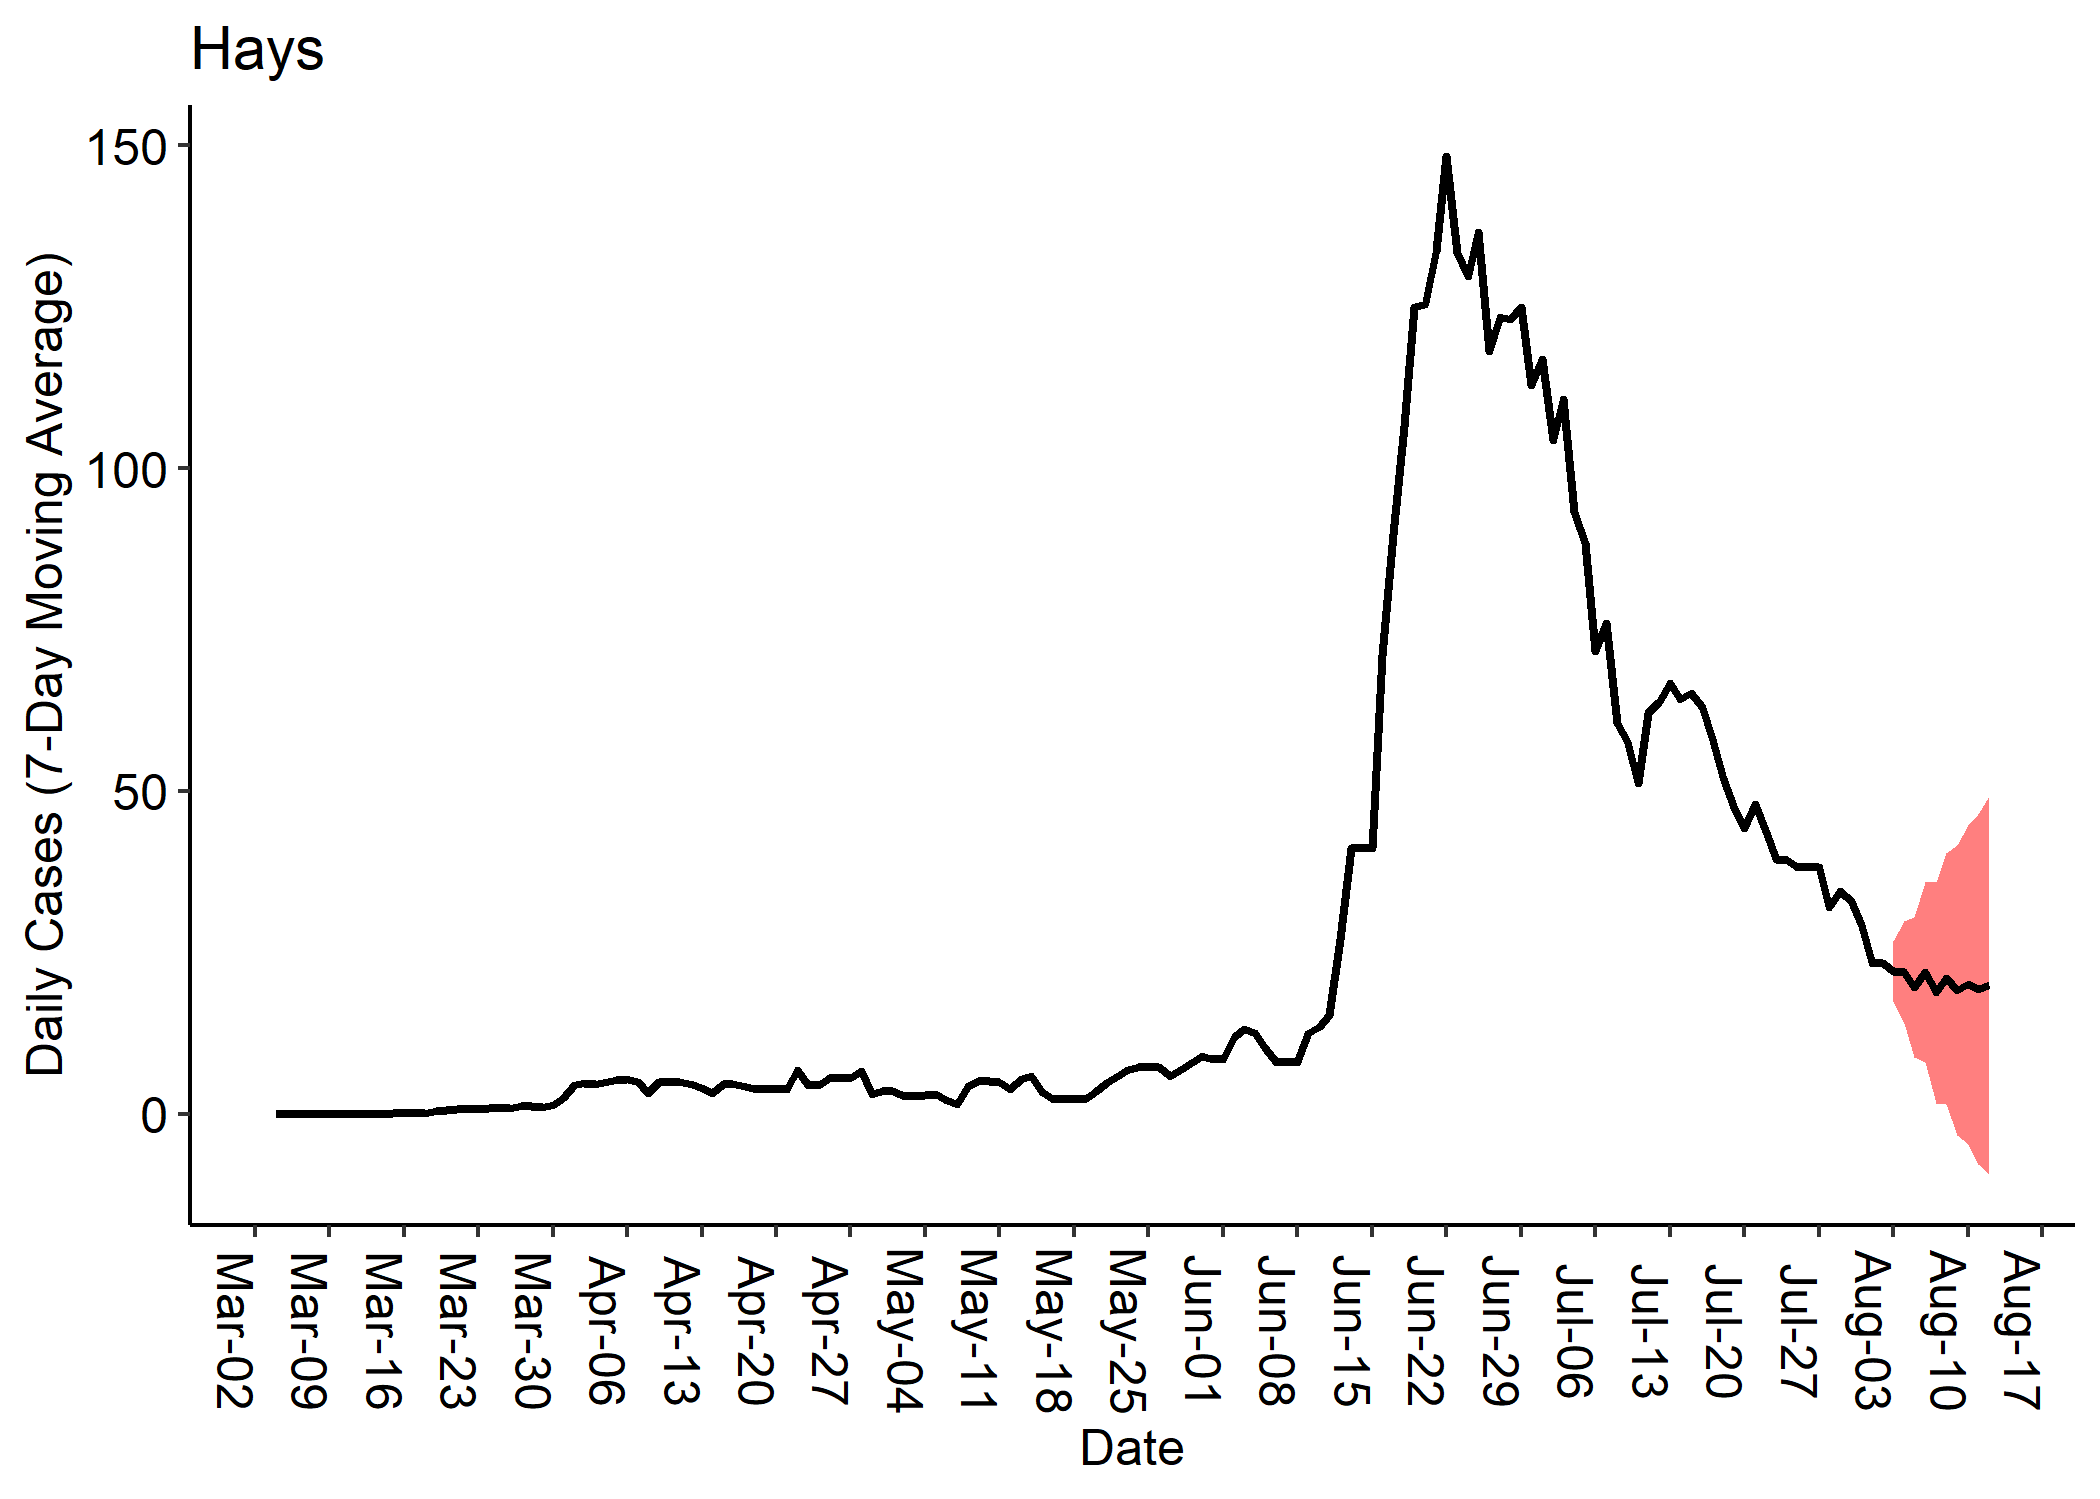 Hays
Daily Cases (7-Day Moving Average)
150
100
50
0
Mar-02
Mar-09
Mar-16
Mar-23
Mar-30
Apr-06
Apr-13
Apr-20
Apr-27
May-04
May-11
May-18
May-25
Jun-01
Jun-08
Jun-15
Jun-22
Jun-29
Jul-06
Jul-13
Jul-20
Jul-27
Aug-03
Aug-10
Aug-17
Date